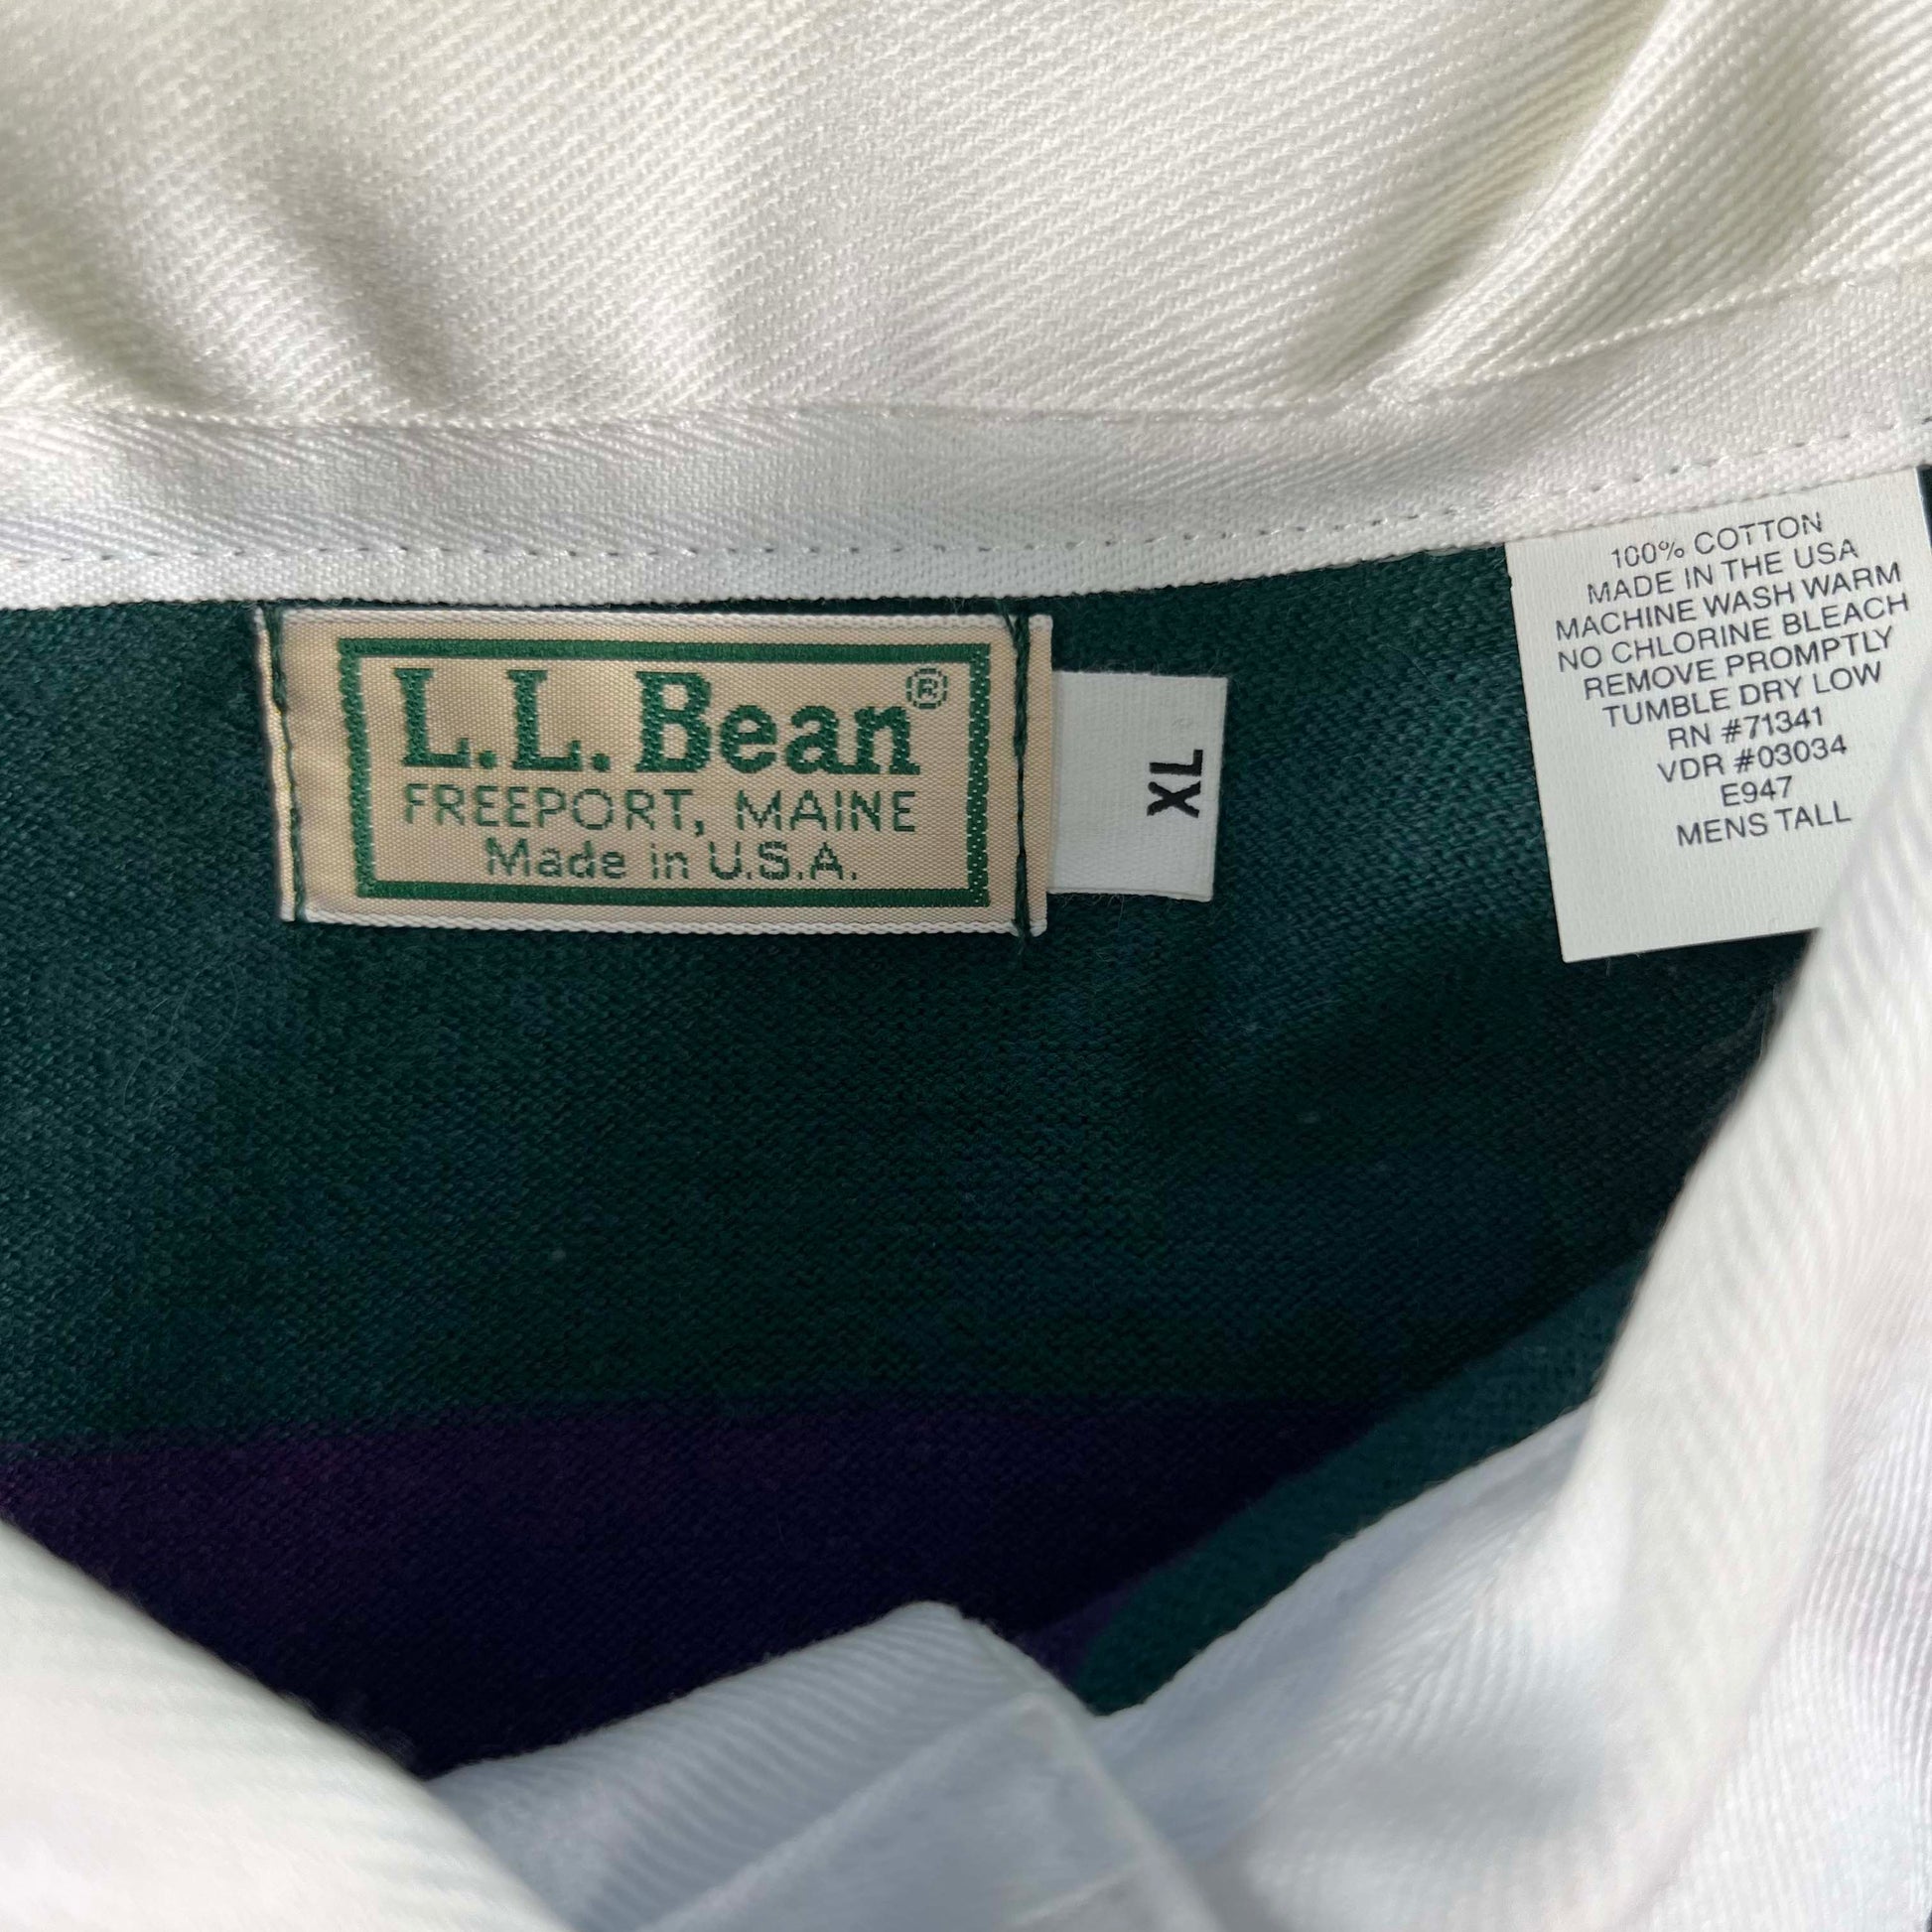 L.L.Bean®
FREEPORT, MAINE
Made in U.S.A.
XL
100% COTTON
MADE IN THE USA
MACHINE WASH WARM
NO CHLORINE BLEACH
REMOVE PROMPTLY
TUMBLE DRY LOW
RN #71341
VDR #03034
E947
MENS TALL